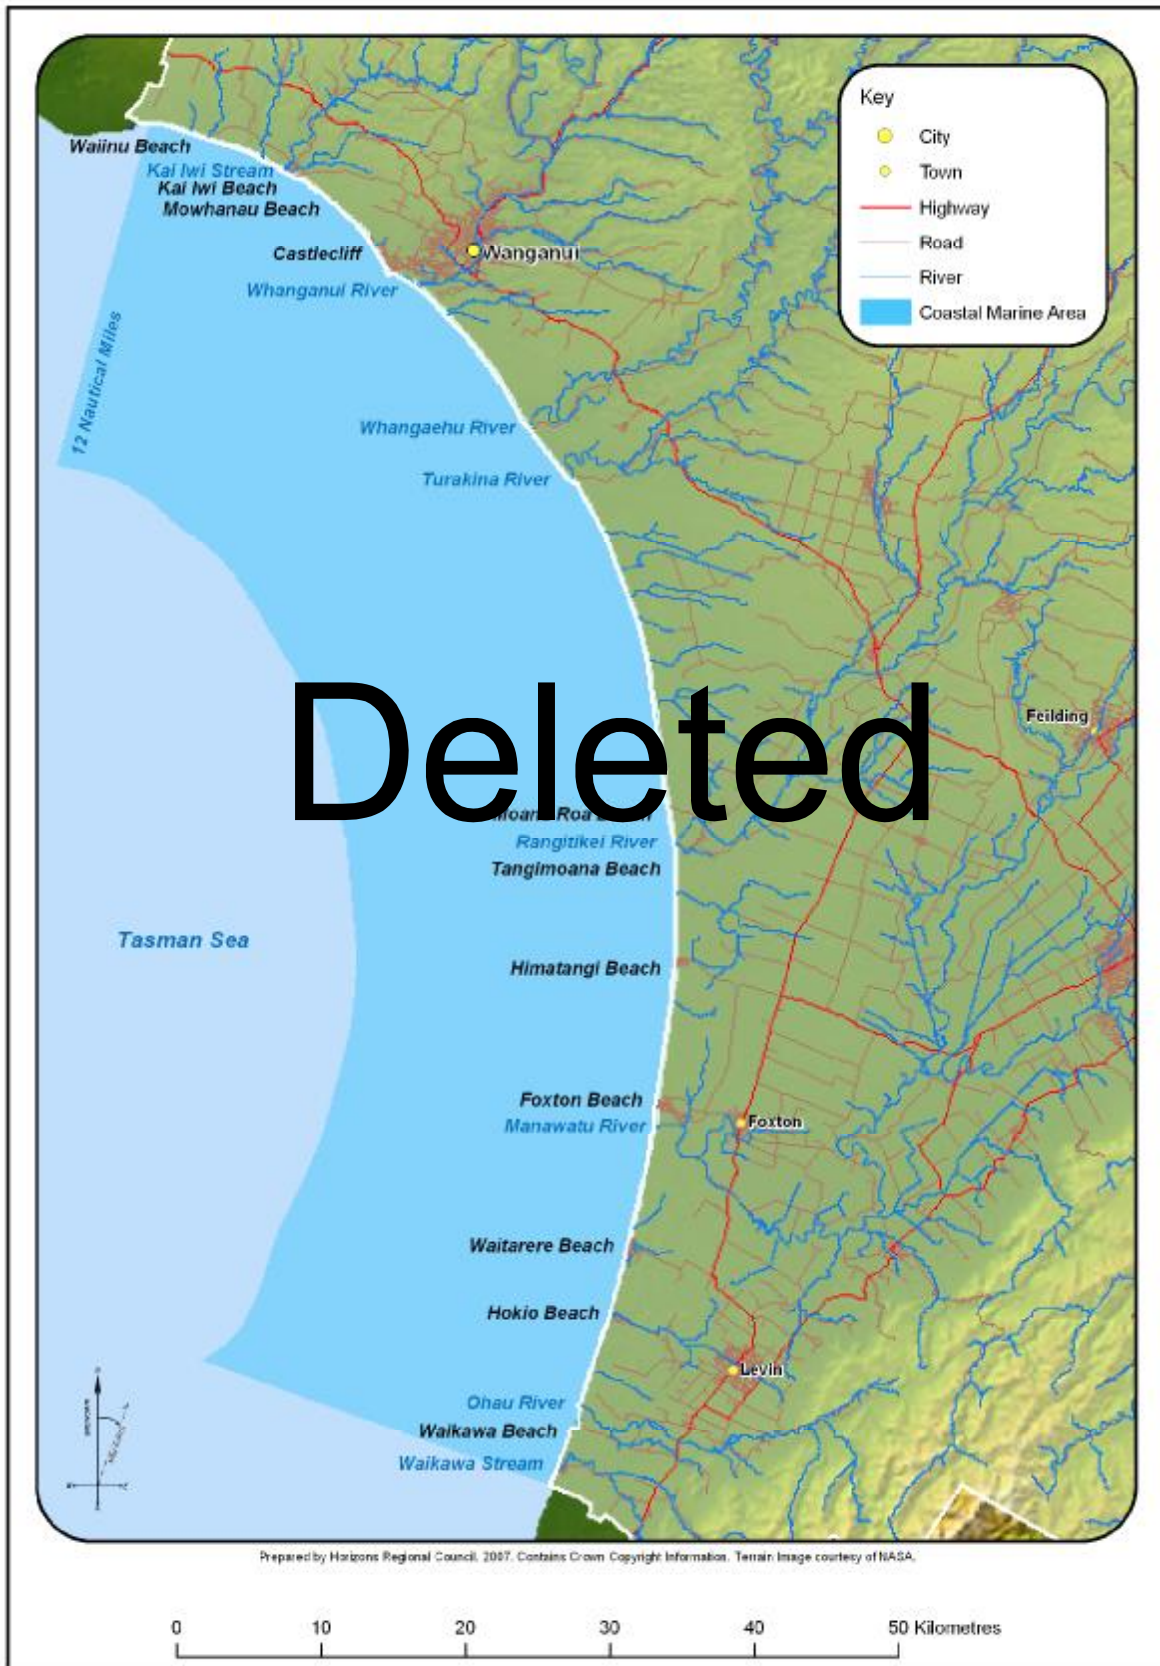 Key
City
Town
Highway
Road
River
Coastal Marine Area
Waiinu Beach
Kai Iwi Stream
Kai Iwi Beach
Mowhanau Beach
Castlecliff
Wanganui
Whanganui River
12 Nautical Miles
Whangaehu River
Turakina River
Deleted
Feilding
Moana Roa Beach
Rangitikei River
Tangimoana Beach
Tasman Sea
Himatangi Beach
Foxton Beach
Manawatu River
Foxton
Waitarere Beach
Hokio Beach
Levin
Ohau River
Waikawa Beach
Waikawa Stream
Prepared by Horizons Regional Council, 2007. Contains Crown Copyright Information. Terrain Image courtesy of NASA.
0 10 20 30 40 50 Kilometres